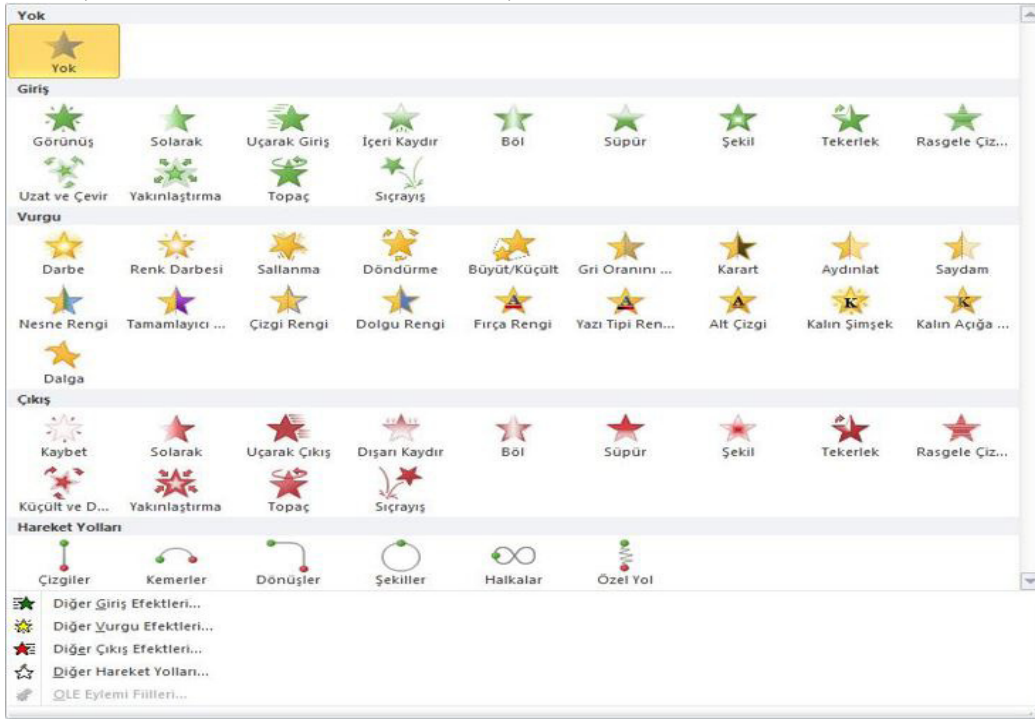 Yok
Yok
Giriş
Görünüş Solarak Uçarak Giriş İçeri Kaydır Böl Süpür Şekil Tekerlek Rasgele Çiz...
Uzat ve Çevir Yakınlaştırma Topaç Sıçrayış
Vurgu
Darbe Renk Darbesi Sallanma Döndürme Büyüt/Küçült Gri Oranını ... Karart Aydınlat Saydam
Nesne Rengi Tamamlayıcı ... Çizgi Rengi Dolgu Rengi Fırça Rengi Yazı Tipi Ren... Alt Çizgi Kalın Şimşek Kalın Açığa ...
Dalga
Çıkış
Kaybet Solarak Uçarak Çıkış Dışarı Kaydır Böl Süpür Şekil Tekerlek Rasgele Çiz...
Küçült ve D... Yakınlaştırma Topaç Sıçrayış
Hareket Yolları
Çizgiler Kemerler Dönüşler Şekiller Halkalar Özel Yol
Diğer Giriş Efektleri...
Diğer Vurgu Efektleri...
Diğer Çıkış Efektleri...
Diğer Hareket Yolları...
OLE Eylemi Fiilleri...